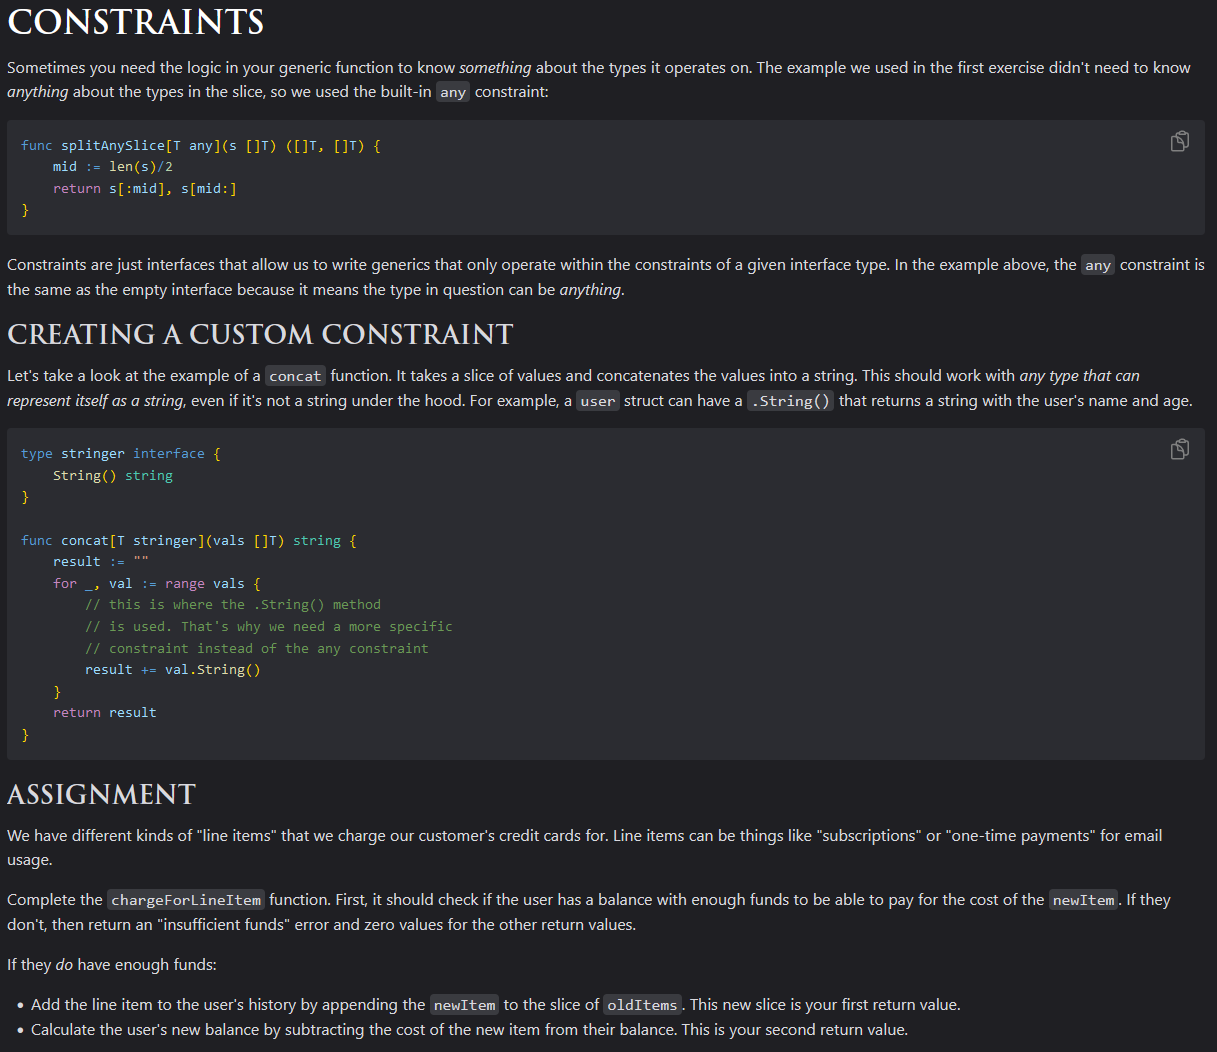 CONSTRAINTS
Sometimes you need the logic in your generic function to know something about the types it operates on. The example we used in the first exercise didn't need to know
anything about the types in the slice, so we used the built-in any constraint:
func splitAnySlice[T any](s []T) ([]T, []T) {
    mid := len(s)/2
    return s[:mid], s[mid:]
}
Constraints are just interfaces that allow us to write generics that only operate within the constraints of a given interface type. In the example above, the any constraint is
the same as the empty interface because it means the type in question can be anything.
CREATING A CUSTOM CONSTRAINT
Let's take a look at the example of a concat function. It takes a slice of values and concatenates the values into a string. This should work with any type that can
represent itself as a string, even if it's not a string under the hood. For example, a user struct can have a .String() that returns a string with the user's name and age.
type stringer interface {
    String() string
}
func concat[T stringer](vals []T) string {
    result := ""
    for _, val := range vals {
        // this is where the .String() method
        // is used. That's why we need a more specific
        // constraint instead of the any constraint
        result += val.String()
    }
    return result
}
ASSIGNMENT
We have different kinds of "line items" that we charge our customer's credit cards for. Line items can be things like "subscriptions" or "one-time payments" for email
usage.
Complete the chargeForLineItem function. First, it should check if the user has a balance with enough funds to be able to pay for the cost of the newItem. If they
don't, then return an "insufficient funds" error and zero values for the other return values.
If they do have enough funds:
• Add the line item to the user's history by appending the newItem to the slice of oldItems. This new slice is your first return value.
• Calculate the user's new balance by subtracting the cost of the new item from their balance. This is your second return value.